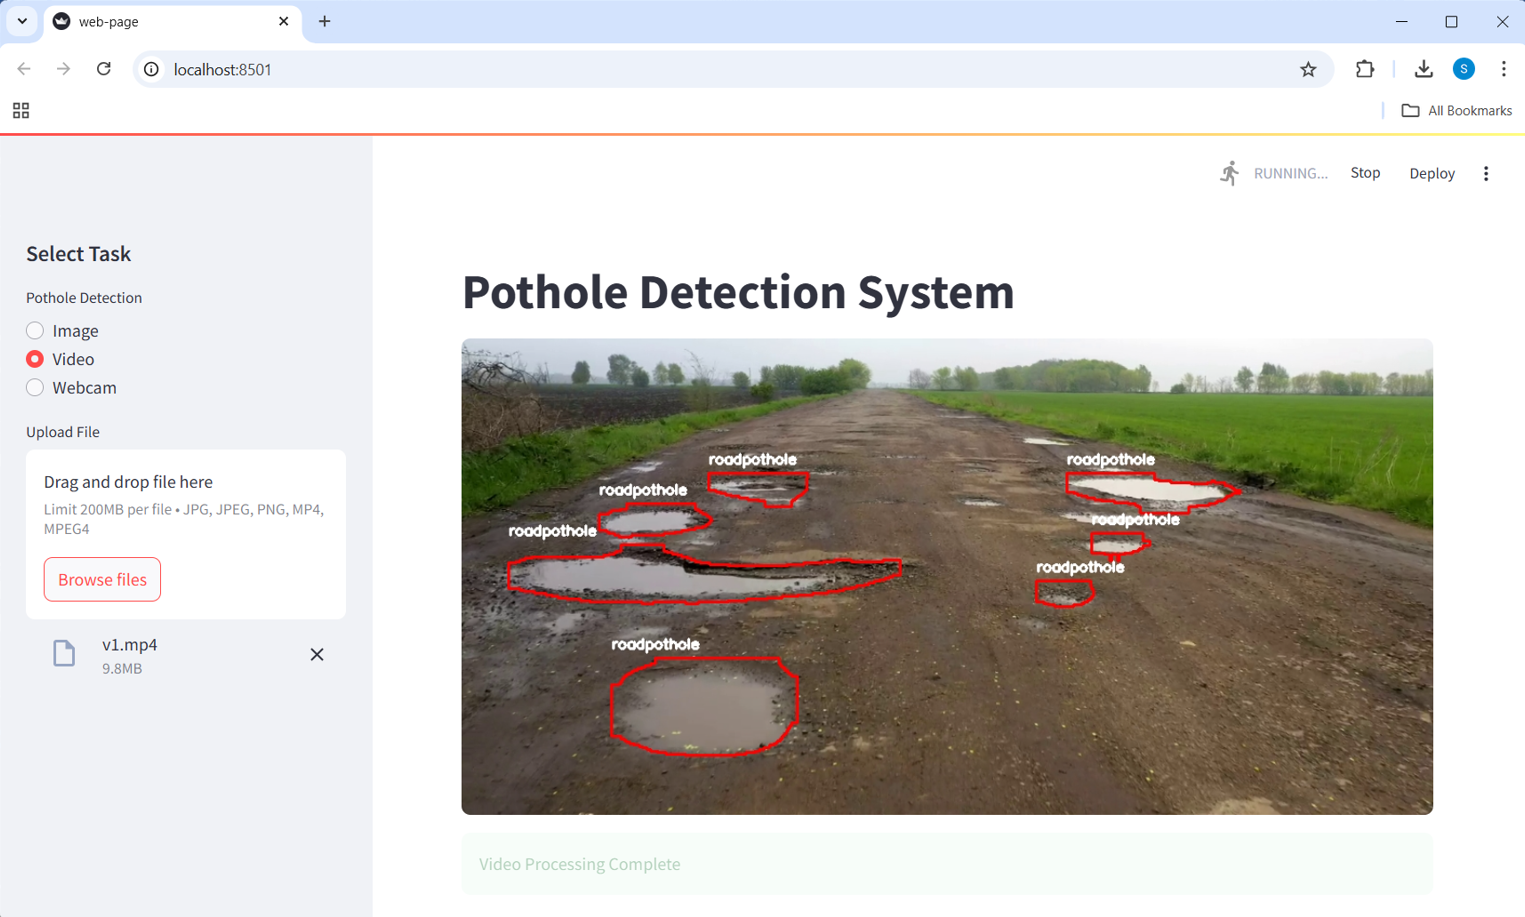 web-page
localhost:8501
S
All Bookmarks
RUNNING...
Stop
Deploy
Select Task
Pothole Detection
Image
Video
Webcam
Upload File
Drag and drop file here
Limit 200MB per file • JPG, JPEG, PNG, MP4,
MPEG4
Browse files
v1.mp4
9.8MB
Pothole Detection System
roadpothole
roadpothole
roadpothole
roadpothole
roadpothole
roadpothole
roadpothole
Video Processing Complete